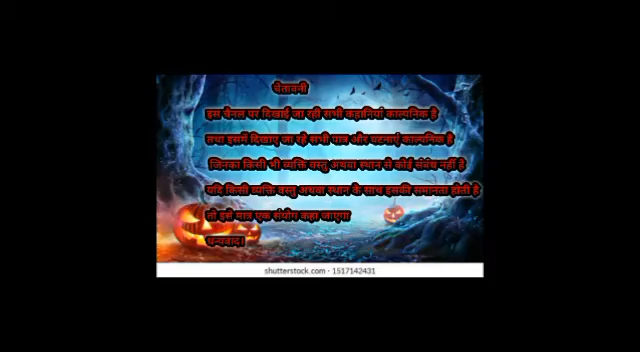 चेतावनी
इस चैनल पर दिखाई जा रही सभी कहानियां काल्पनिक है
तथा इसमें दिखाए जा रहे सभी पात्र और घटनाएं काल्पनिक है
जिनका किसी भी व्यक्ति वस्तु अथवा स्थान से कोई संबंध नहीं है
यदि किसी व्यक्ति वस्तु अथवा स्थान के साथ इसकी समानता होती है
तो इसे मात्र एक संयोग कहा जाएगा
धन्यवाद।
shutterstock.com · 1517142431